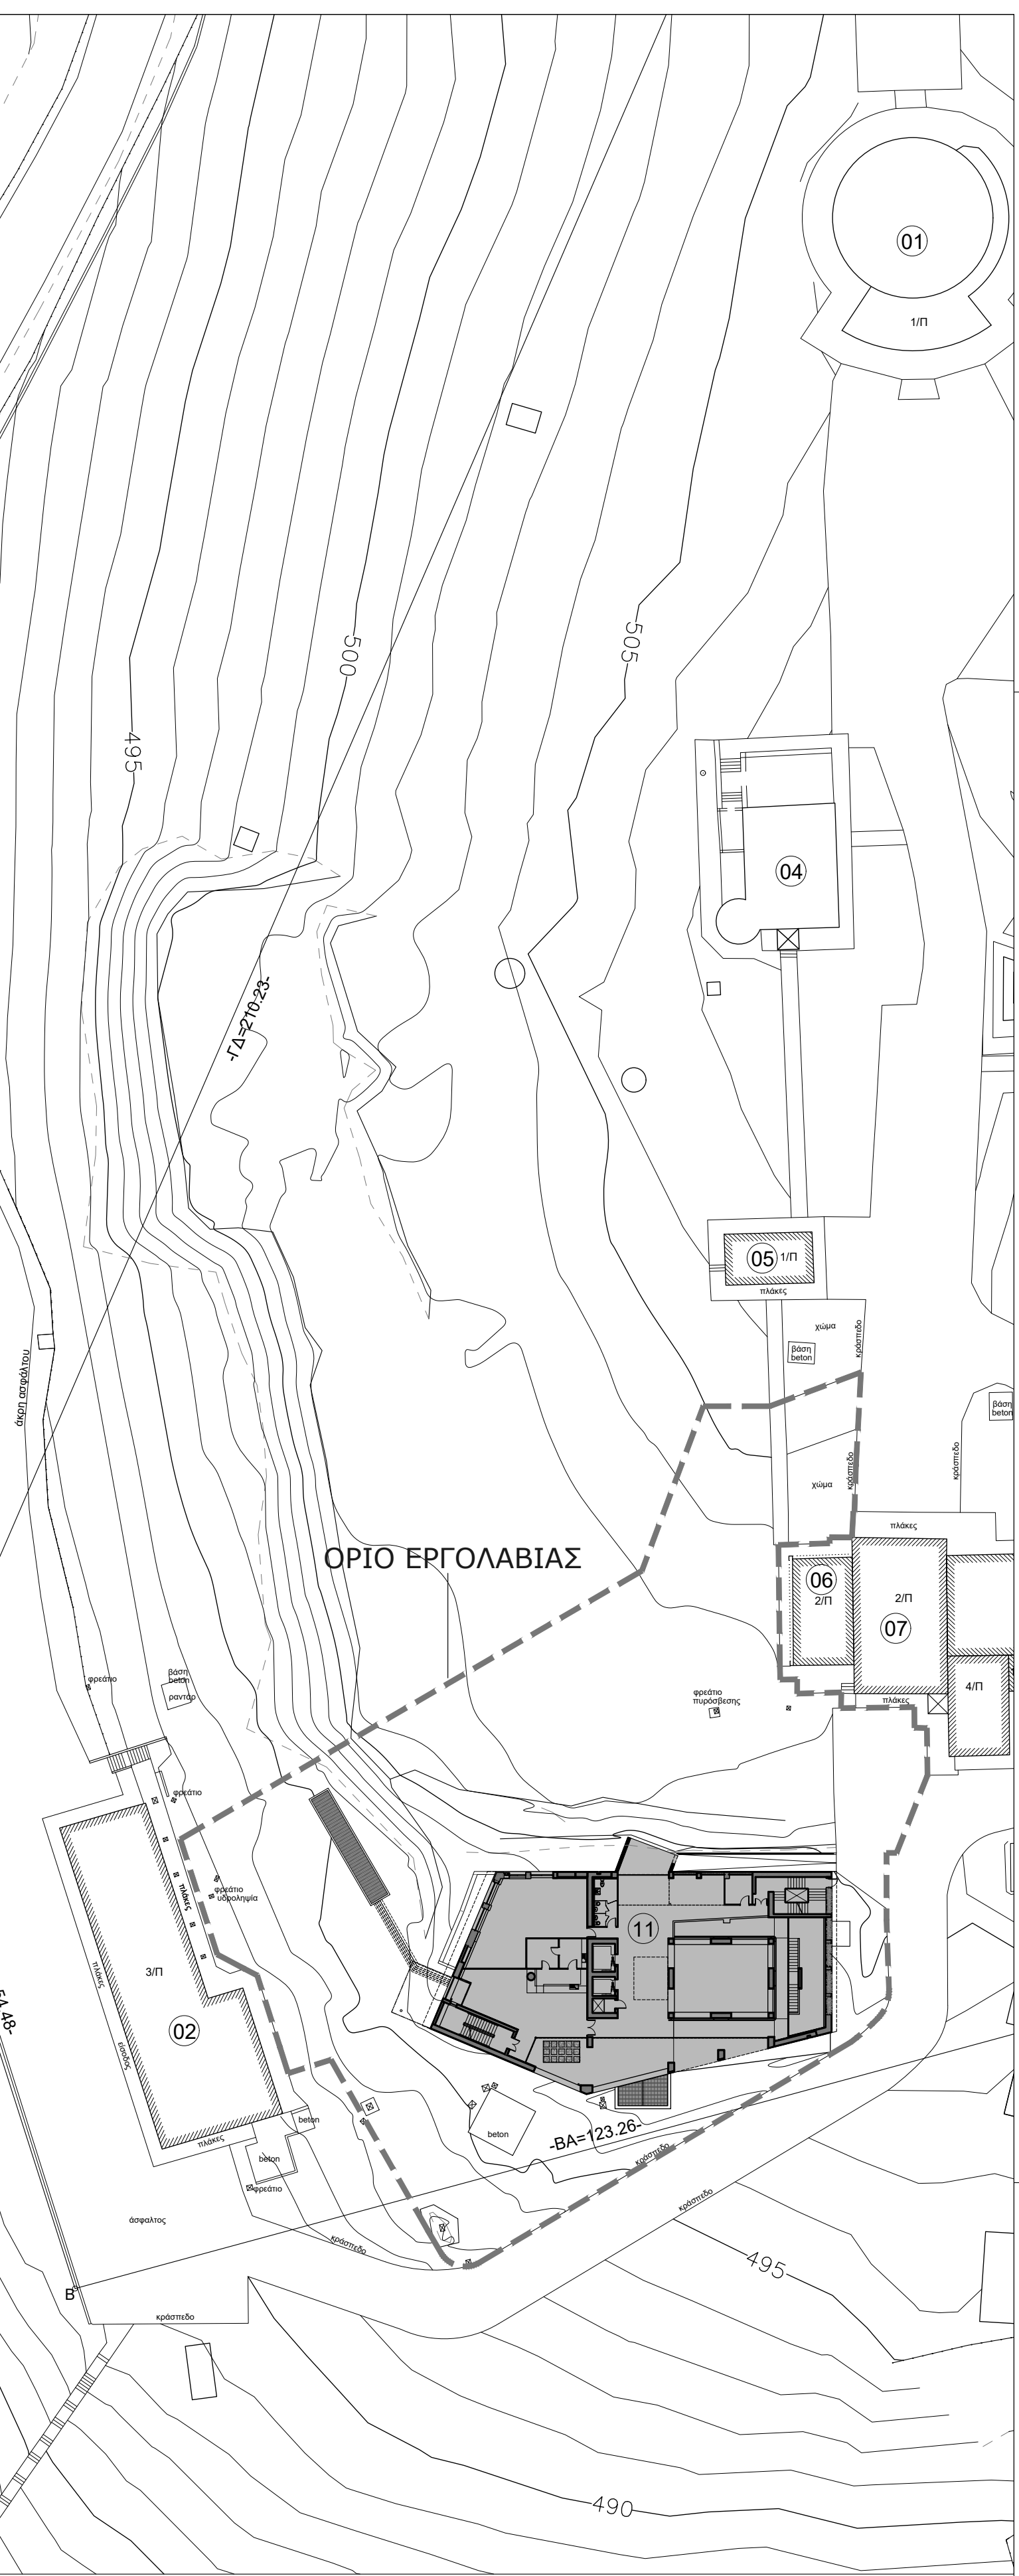 01
1/Π
505
500
495
04
-ΓΔ=210.23-
05
1/Π
πλάκες
χώμα
κράσπεδο
βάση
beton
άκρη ασφάλτου
βάση
beton
κράσπεδο
κράσπεδο
χώμα
πλάκες
ΟΡΙΟ ΕΡΓΟΛΑΒΙΑΣ
06
2/Π
2/Π
07
4/Π
πλάκες
φρεάτιο
βάση
beton
ραντάρ
φρεάτιο
πυρόσβεσης
φρεάτιο
πλάκες
φρεάτιο
υδροληψία
11
3/Π
πλάκες
02
beton
beton
-ΒΑ=123.26-
πλάκες
beton
φρεάτιο
κράσπεδο
κράσπεδο
άσφαλτος
κράσπεδο
495
Β
κράσπεδο
490